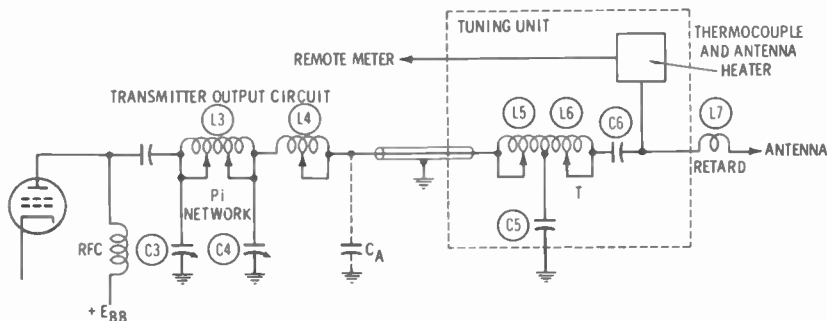 TUNING UNIT
THERMOCOUPLE
AND ANTENNA
HEATER
REMOTE METER
TRANSMITTER OUTPUT CIRCUIT
L3
L4
L5
L6
C6
L7
ANTENNA
RETARD
Pi
NETWORK
T
RFC
C3
C4
CA
C5
+ EBB